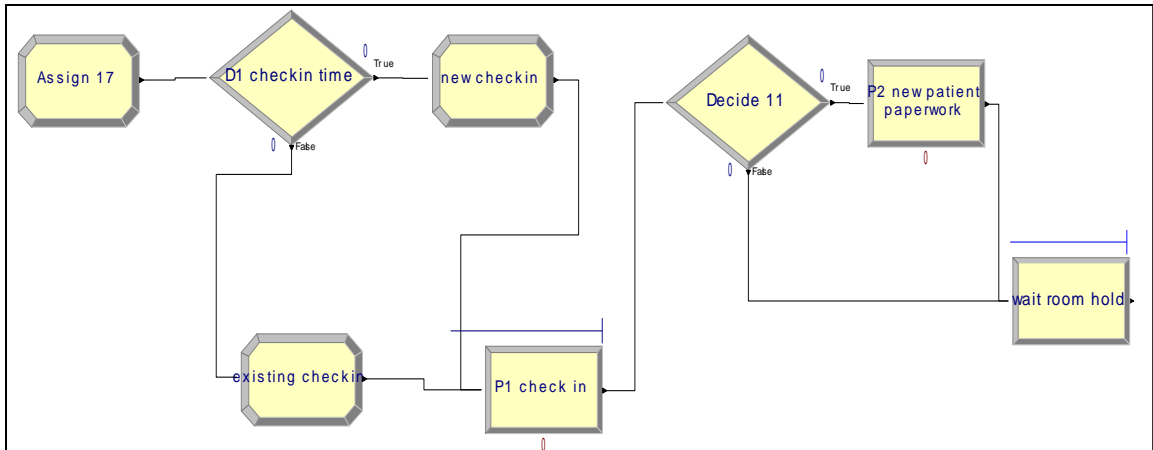 Assign 17
D1 checkin time
0
True
new checkin
0
False
Decide 11
0
True
P2 new patient
paperwork
0
0
False
wait room hold
existing checkin
P1 check in
0